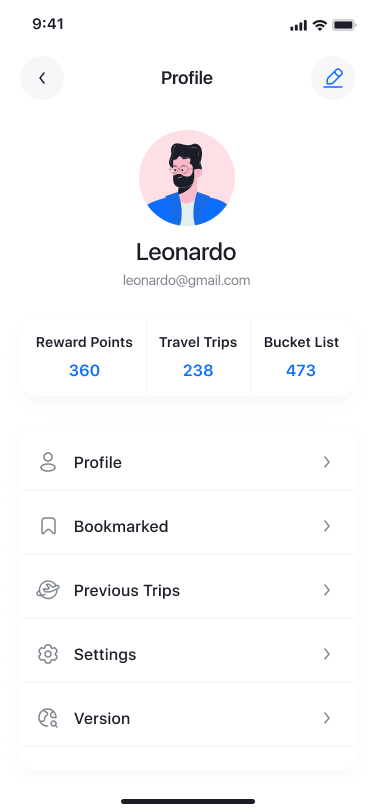 9:41
Profile
Leonardo
leonardo@gmail.com
Reward Points Travel Trips Bucket List
360 238 473
Profile
Bookmarked
Previous Trips
Settings
Version